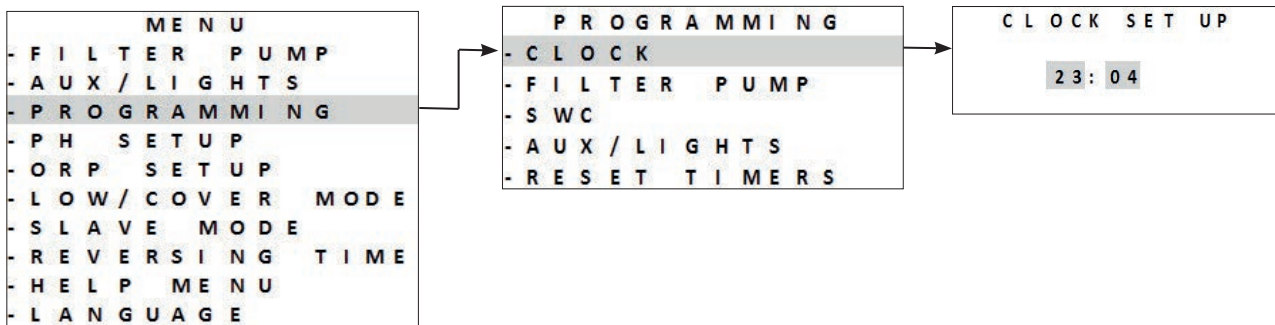 MENU
-FILTER PUMP
-AUX/LIGHTS
-PROGRAMMING
-PH SETUP
-ORP SETUP
-LOW/COVER MODE
-SLAVE MODE
-REVERSING TIME
-HELP MENU
-LANGUAGE
PROGRAMMING
-CLOCK
-FILTER PUMP
-SWC
-AUX/LIGHTS
-RESET TIMERS
CLOCK SET UP
23:04